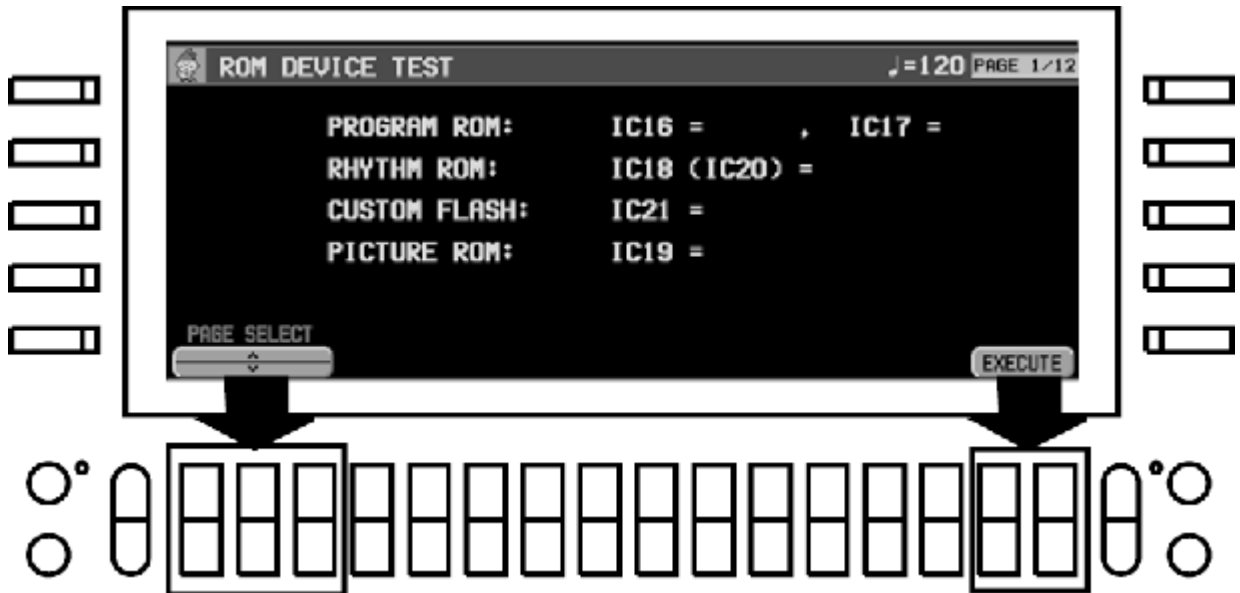 ROM DEVICE TEST ♩=120 PAGE 1/12
PROGRAM ROM: IC16 = , IC17 =
RHYTHM ROM: IC18 (IC20) =
CUSTOM FLASH: IC21 =
PICTURE ROM: IC19 =
PAGE SELECT
EXECUTE